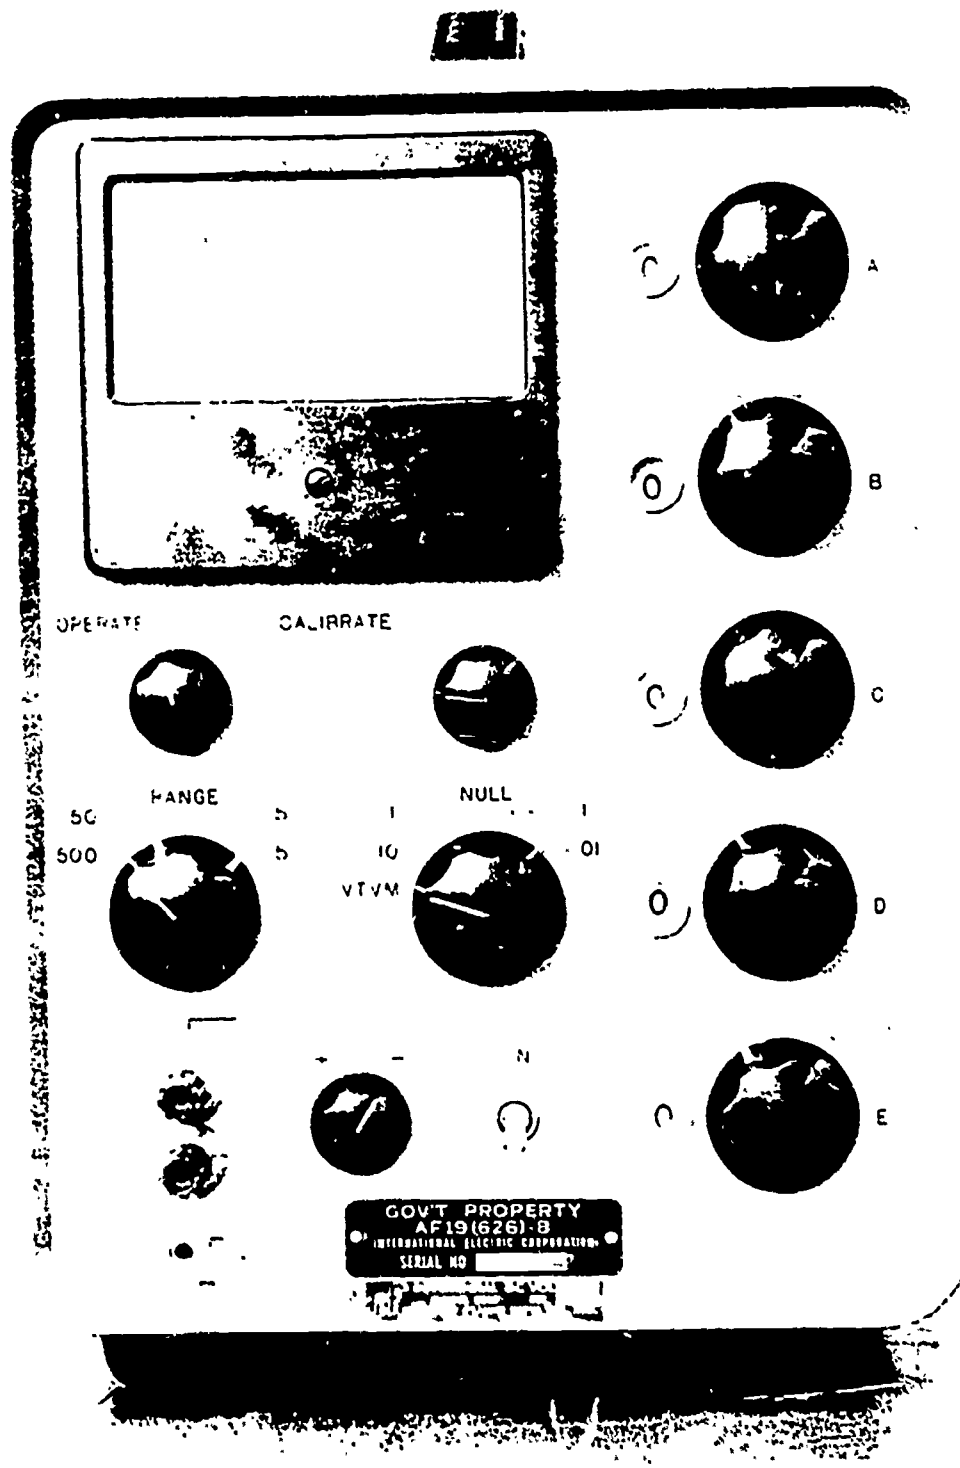 A
O
B
OPERATE
CALIBRATE
C
RANGE
NULL
50
5
1
1
500
5
10
.01
VTVM
O
D
+
-
N
E
GOV'T PROPERTY
AF19(626)-8
INTERNATIONAL ELECTRIC CORPORATION
SERIAL NO